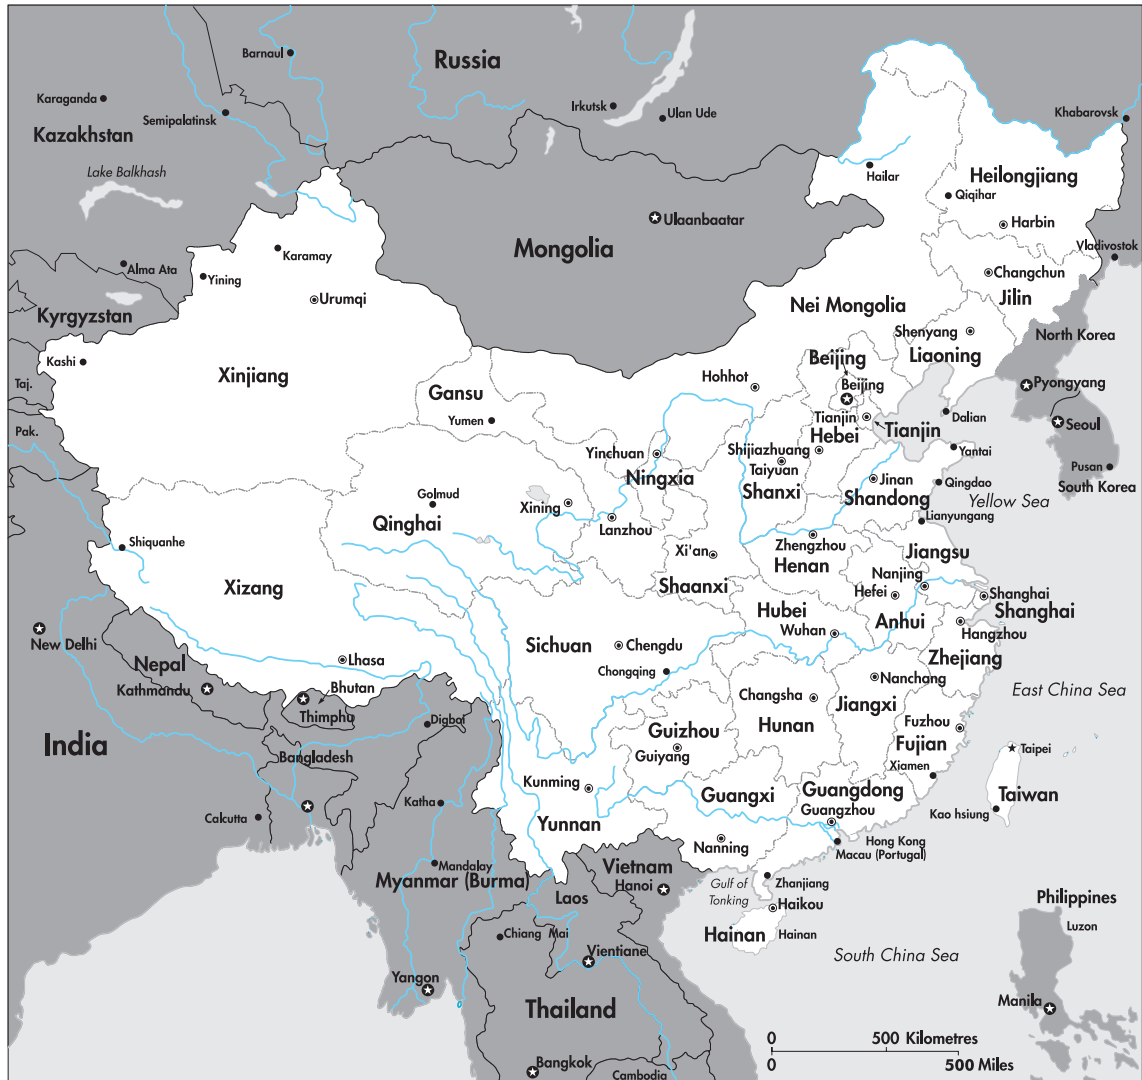 Barnaul
Russia
Karaganda
Semipalatinsk
Irkutsk
Ulan Ude
Khabarovsk
Kazakhstan
Lake Balkhash
Hailar
Heilongjiang
Qiqihar
Ulaanbaatar
Harbin
Mongolia
Karamay
Vladivostok
Alma Ata
Yining
Changchun
Urumqi
Jilin
Nei Mongolia
Kyrgyzstan
Shenyang
North Korea
Liaoning
Kashi
Beijing
Xinjiang
Hohhot
Beijing
Pyongyang
Taj.
Gansu
Yumen
Tianjin
Dalian
Seoul
Pak.
Hebei
Tianjin
Yinchuan
Shijiazhuang
Yantai
Taiyuan
Pusan
Ningxia
Jinan
Qingdao
South Korea
Golmud
Shanxi
Shandong
Yellow Sea
Qinghai
Xining
Lanzhou
Lianyungang
Shiquanhe
Xi'an
Zhengzhou
Jiangsu
Henan
Nanjing
Xizang
Shaanxi
Hefei
Shanghai
Hubei
Shanghai
Anhui
Wuhan
Hangzhou
New Delhi
Sichuan
Chengdu
Zhejiang
Nepal
Lhasa
Chongqing
Nanchang
Kathmandu
Bhutan
East China Sea
Changsha
Jiangxi
Thimphu
Digboi
Guizhou
Hunan
Fuzhou
India
Fujian
Guiyang
Taipei
Bangladesh
Xiamen
Kunming
Guangxi
Guangdong
Taiwan
Katha
Guangzhou
Kao hsiung
Calcutta
Yunnan
Hong Kong
Nanning
Macau (Portugal)
Mandalay
Vietnam
Myanmar (Burma)
Hanoi
Gulf of
Tonking
Zhanjiang
Laos
Haikou
Philippines
Chiang Mai
Hainan
Hainan
Luzon
Vientiane
South China Sea
Yangon
Manila
Thailand
0 500 Kilometres
0 500 Miles
Bangkok
Cambodia